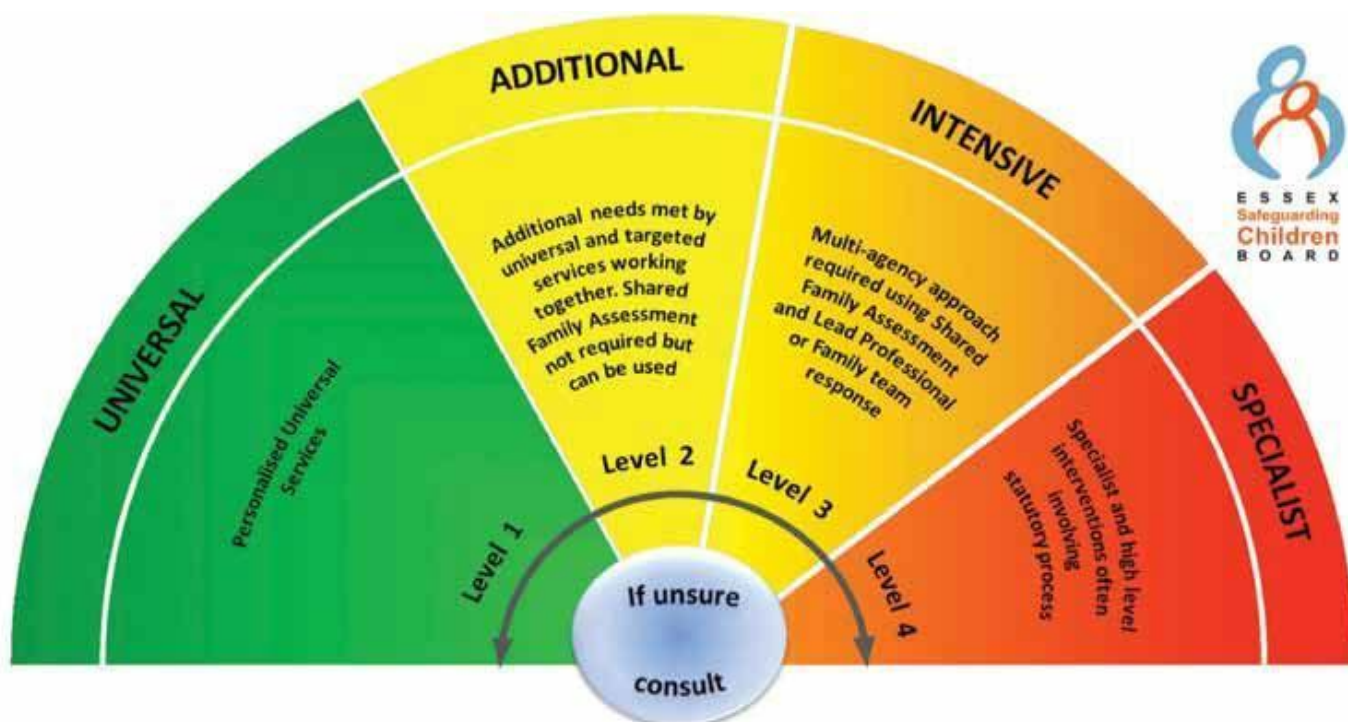 UNIVERSAL
Personalised Universal
Services
Level 1
ADDITIONAL
Additional needs met by
universal and targeted
services working
together. Shared
Family Assessment
not required but
can be used
Level 2
INTENSIVE
Multi-agency approach
required using Shared
Family Assessment
and Lead Professional
or Family team
response
Level 3
SPECIALIST
Specialist and high level
interventions often
involving
statutory process
Level 4
If unsure
consult
ESSEX
Safeguarding
Children
BOARD